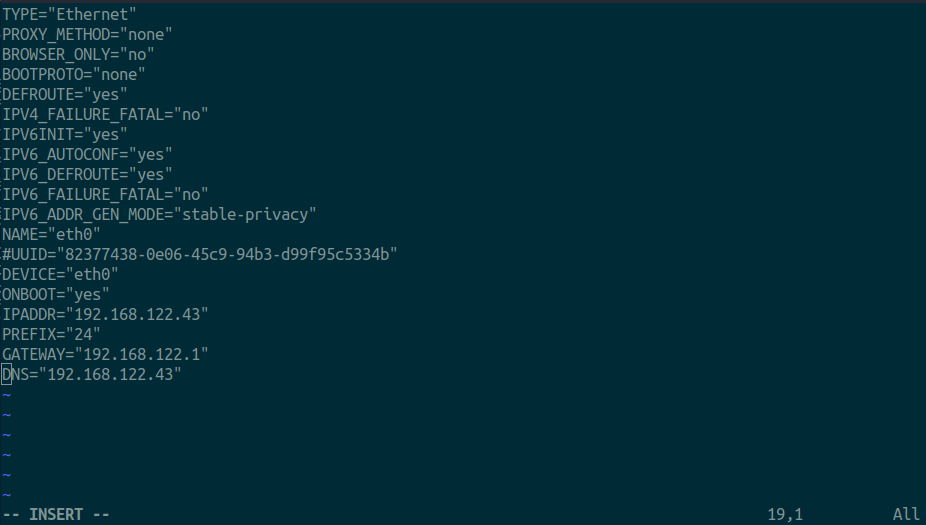 TYPE="Ethernet"
PROXY_METHOD="none"
BROWSER_ONLY="no"
BOOTPROTO="none"
DEFROUTE="yes"
IPV4_FAILURE_FATAL="no"
IPV6INIT="yes"
IPV6_AUTOCONF="yes"
IPV6_DEFROUTE="yes"
IPV6_FAILURE_FATAL="no"
IPV6_ADDR_GEN_MODE="stable-privacy"
NAME="eth0"
#UUID="82377438-0e06-45c9-94b3-d99f95c5334b"
DEVICE="eth0"
ONBOOT="yes"
IPADDR="192.168.122.43"
PREFIX="24"
GATEWAY="192.168.122.1"
DNS="192.168.122.43"
~
~
~
~
~
~
-- INSERT -- 19,1 All